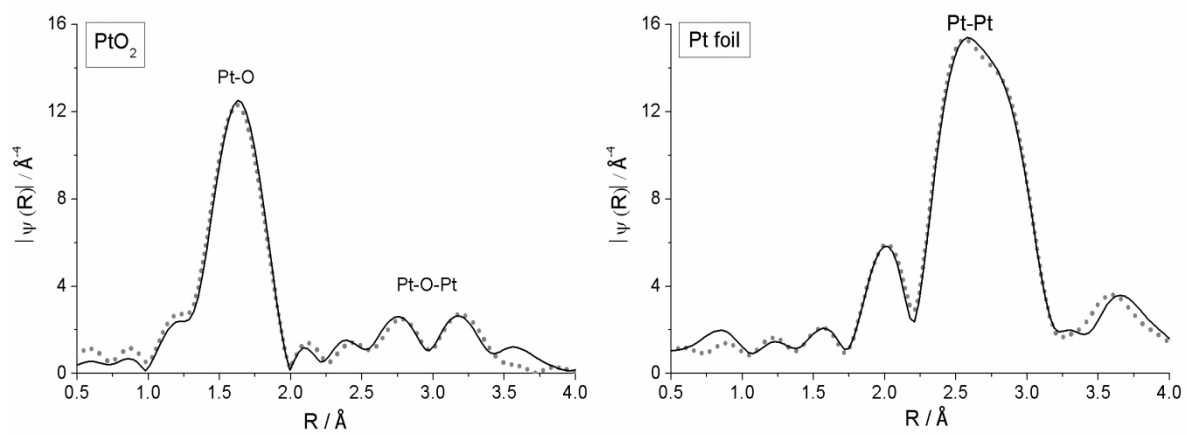 PtO₂
Pt-O
Pt-O-Pt
16
12
8
4
0
|ψ (R)| / Å⁻⁴
0.5 1.0 1.5 2.0 2.5 3.0 3.5 4.0
R / Å
Pt foil
Pt-Pt
16
12
8
4
0
|ψ (R)| / Å⁻⁴
0.5 1.0 1.5 2.0 2.5 3.0 3.5 4.0
R / Å